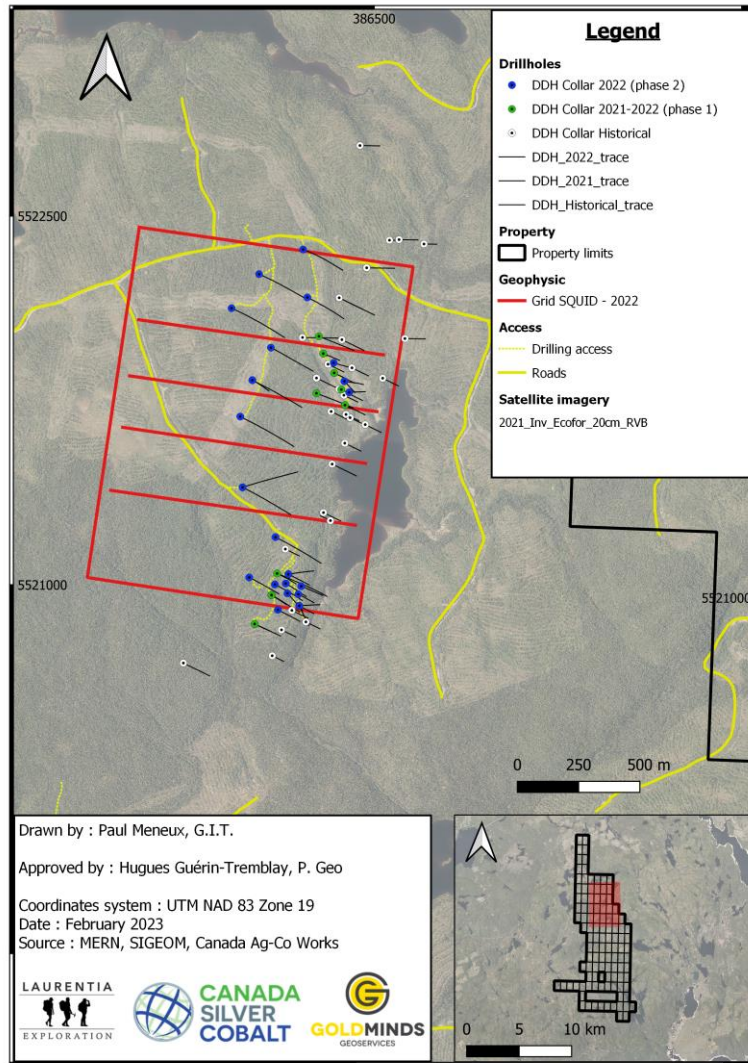 386500
5522500
5521000
5521000
Legend
Drillholes
DDH Collar 2022 (phase 2)
DDH Collar 2021-2022 (phase 1)
DDH Collar Historical
DDH_2022_trace
DDH_2021_trace
DDH_Historical_trace
Property
Property limits
Geophysic
Grid SQUID - 2022
Access
Drilling access
Roads
Satellite imagery
2021_Inv_Ecofor_20cm_RVB
0 250 500 m
Drawn by : Paul Meneux, G.I.T.
Approved by : Hugues Guérin-Tremblay, P. Geo
Coordinates system : UTM NAD 83 Zone 19
Date : February 2023
Source : MERN, SIGEOM, Canada Ag-Co Works
LAURENTIA
EXPLORATION
CANADA
SILVER
COBALT
GOLDMINDS
GEOSERVICES
0 5 10 km